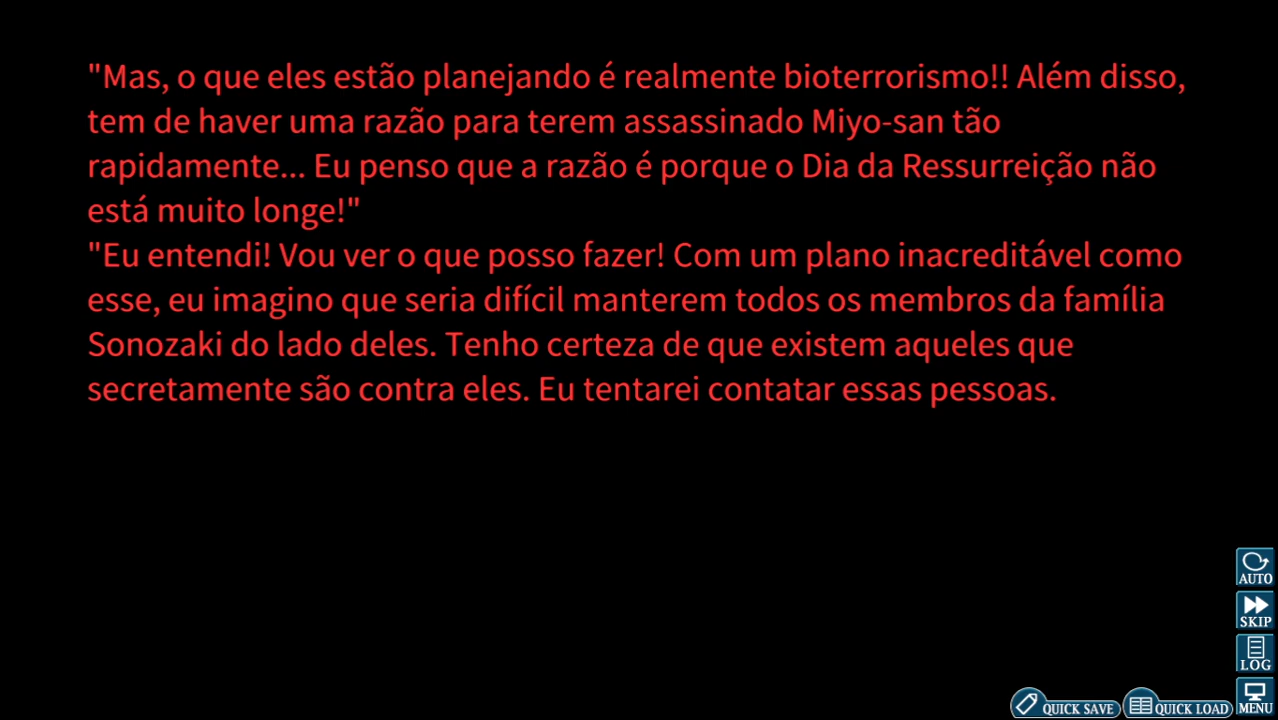 "Mas, o que eles estão planejando é realmente bioterrorismo!! Além disso,
tem de haver uma razão para terem assassinado Miyo-san tão
rapidamente... Eu penso que a razão é porque o Dia da Ressurreição não
está muito longe!"
"Eu entendi! Vou ver o que posso fazer! Com um plano inacreditável como
esse, eu imagino que seria difícil manterem todos os membros da família
Sonozaki do lado deles. Tenho certeza de que existem aqueles que
secretamente são contra eles. Eu tentarei contatar essas pessoas.
AUTO
SKIP
LOG
MENU
QUICK SAVE
QUICK LOAD